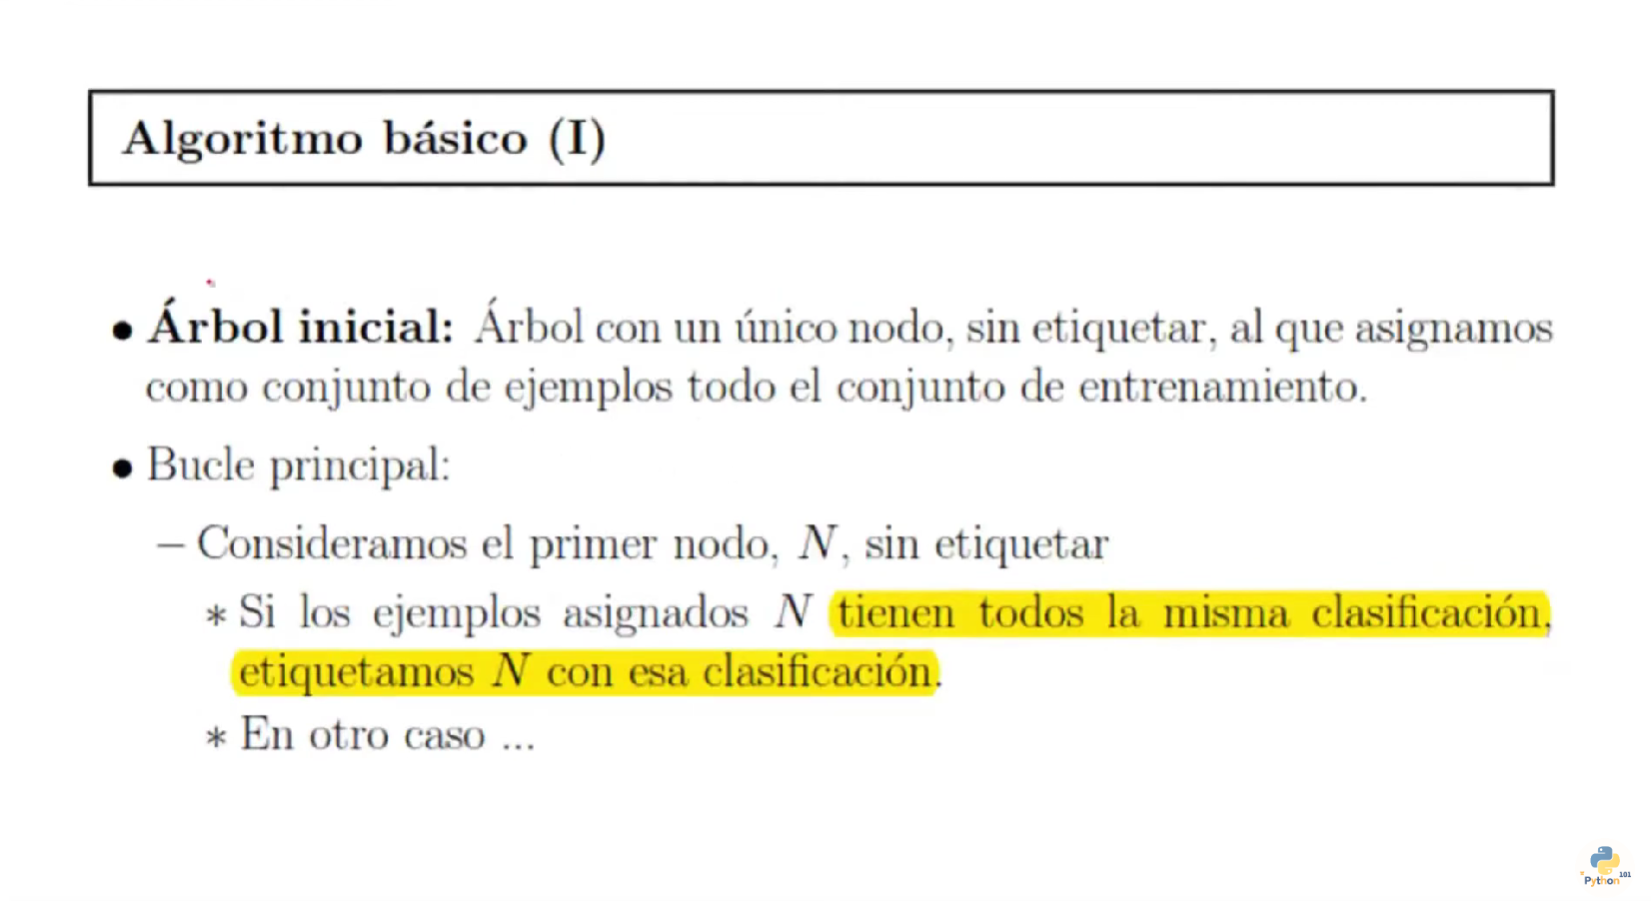 Algoritmo básico (I)
• Árbol inicial: Árbol con un único nodo, sin etiquetar, al que asignamos
como conjunto de ejemplos todo el conjunto de entrenamiento.
• Bucle principal:
– Consideramos el primer nodo, N, sin etiquetar
* Si los ejemplos asignados N tienen todos la misma clasificación,
etiquetamos N con esa clasificación.
* En otro caso ...
Python 101